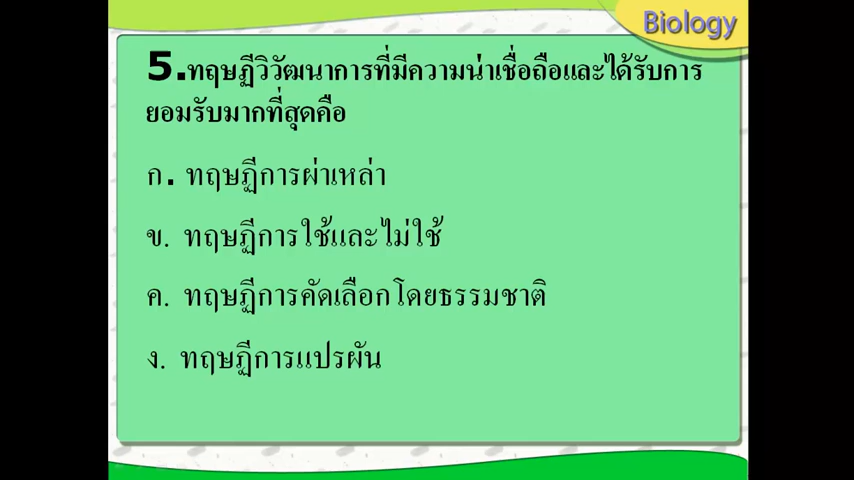 Biology
5.ทฤษฏีวิวัฒนาการที่มีความน่าเชื่อถือและได้รับการ
ยอมรับมากที่สุดคือ
ก. ทฤษฏีการผ่าเหล่า
ข. ทฤษฏีการใช้และไม่ใช้
ค. ทฤษฏีการคัดเลือกโดยธรรมชาติ
ง. ทฤษฏีการแปรผัน